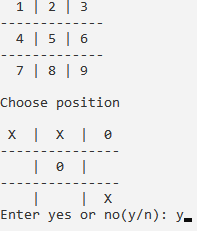 1 | 2 | 3
-------------
4 | 5 | 6
-------------
7 | 8 | 9
Choose position
X | X | 0
---------------
| 0 |
---------------
| | X
Enter yes or no(y/n): y